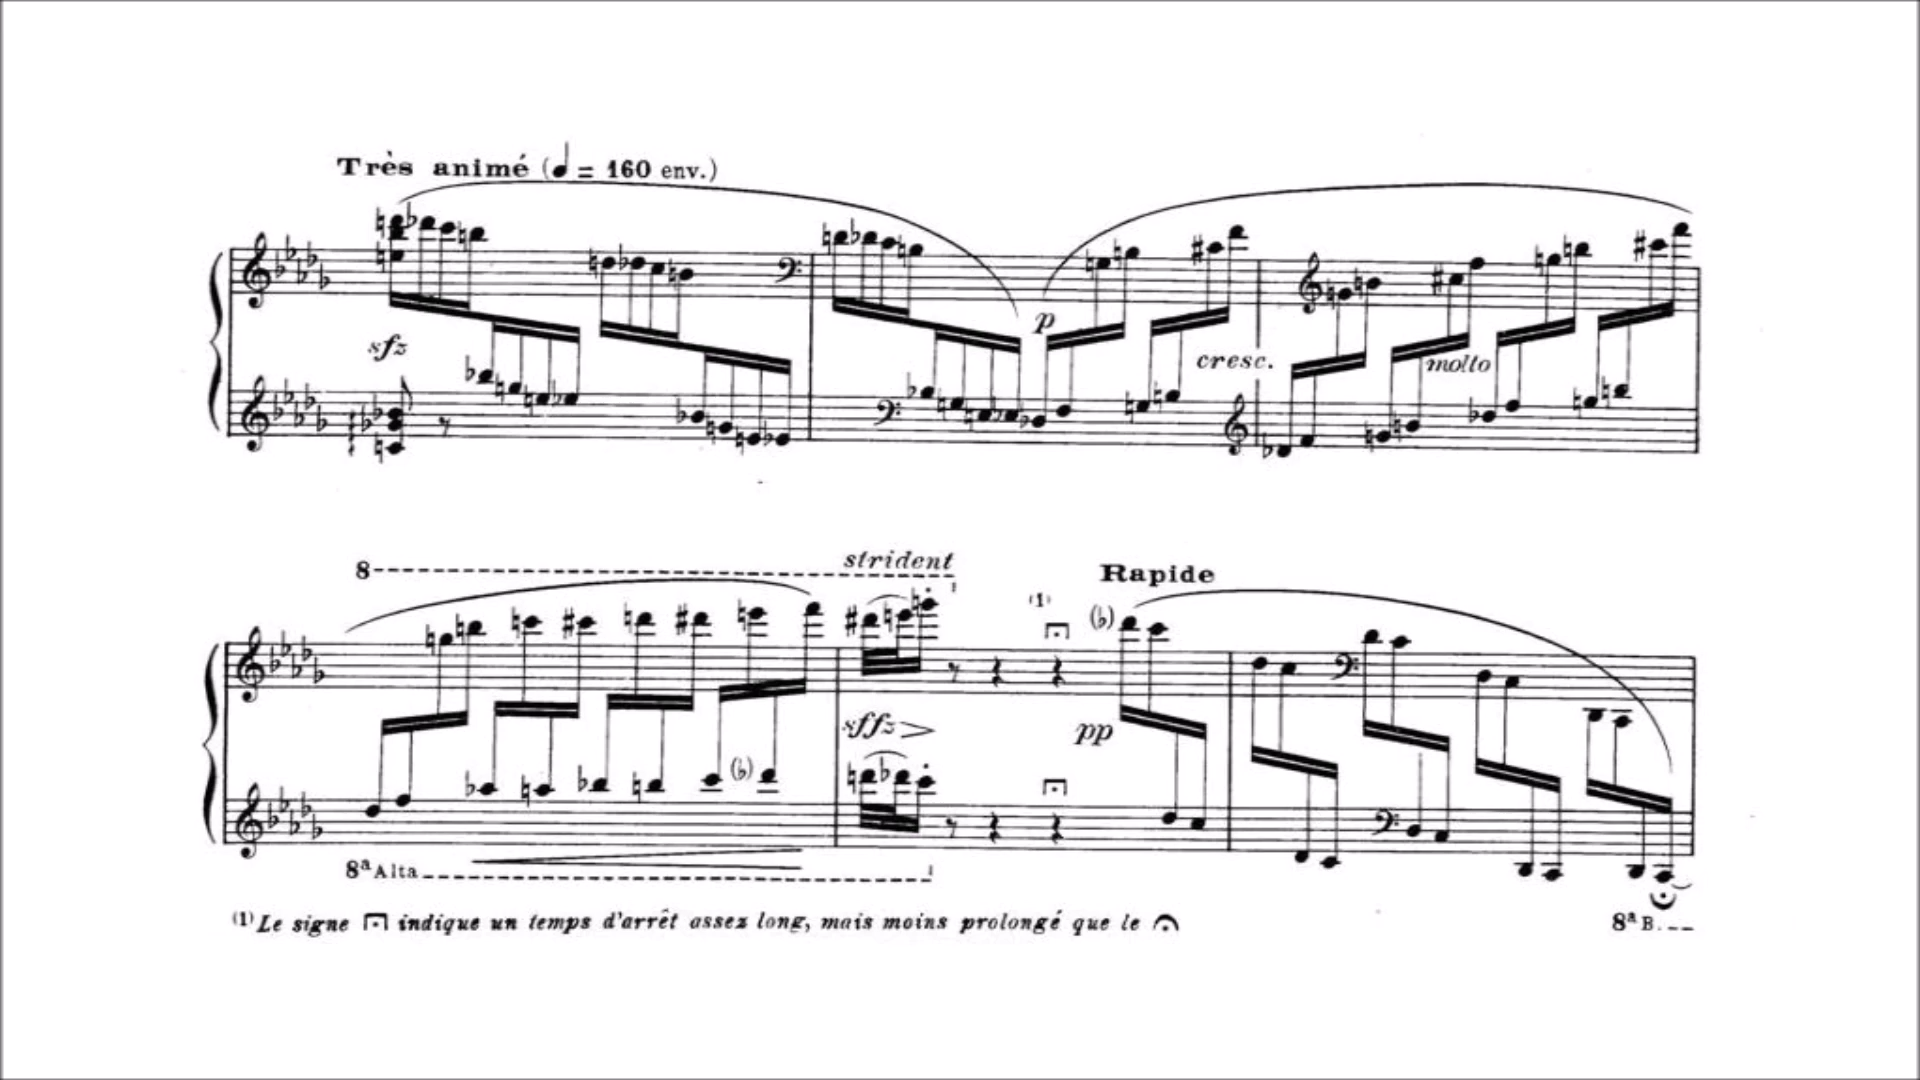 Très animé (♩ = 160 env.)
sfz
p
cresc.
molto
8
strident
(1)
Rapide
sffz
pp
8ª Alta
(1) Le signe 𝄐 indique un temps d'arrêt assez long, mais moins prolongé que le 𝄐
8ª B.